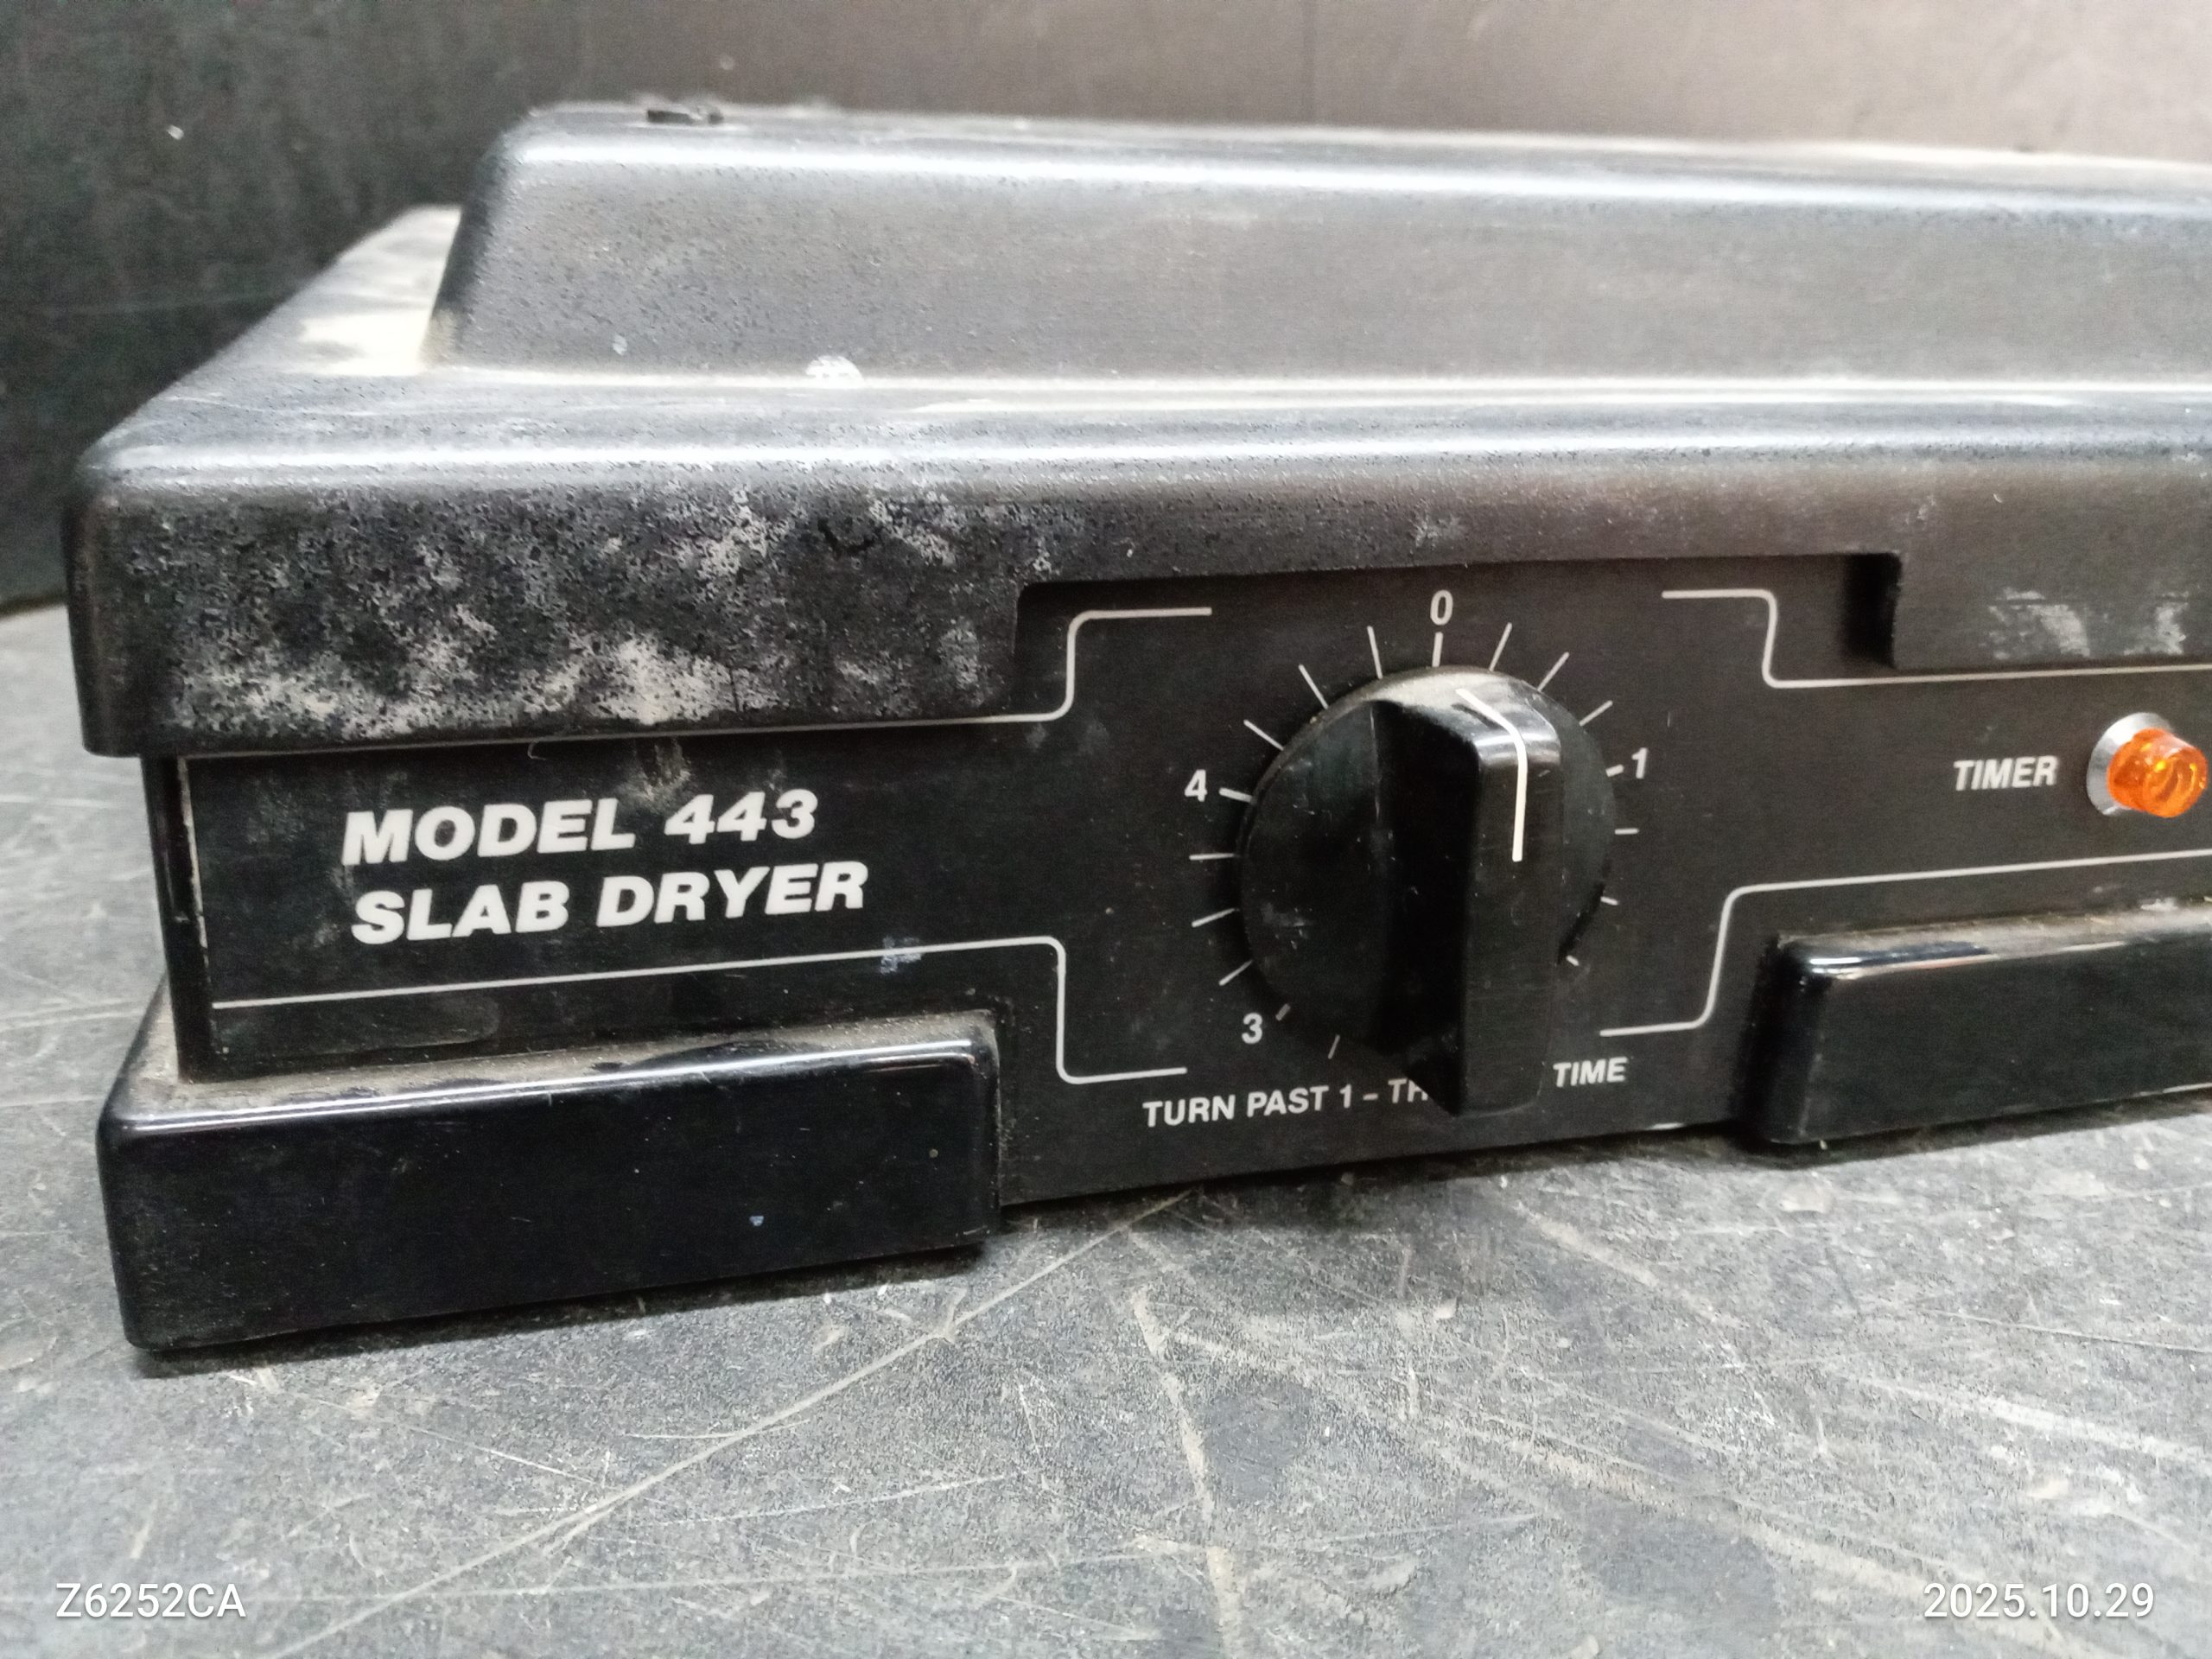 0
1
TIMER
4
MODEL 443
SLAB DRYER
3
TURN PAST 1 - TH TIME
Z6252CA
2025.10.29